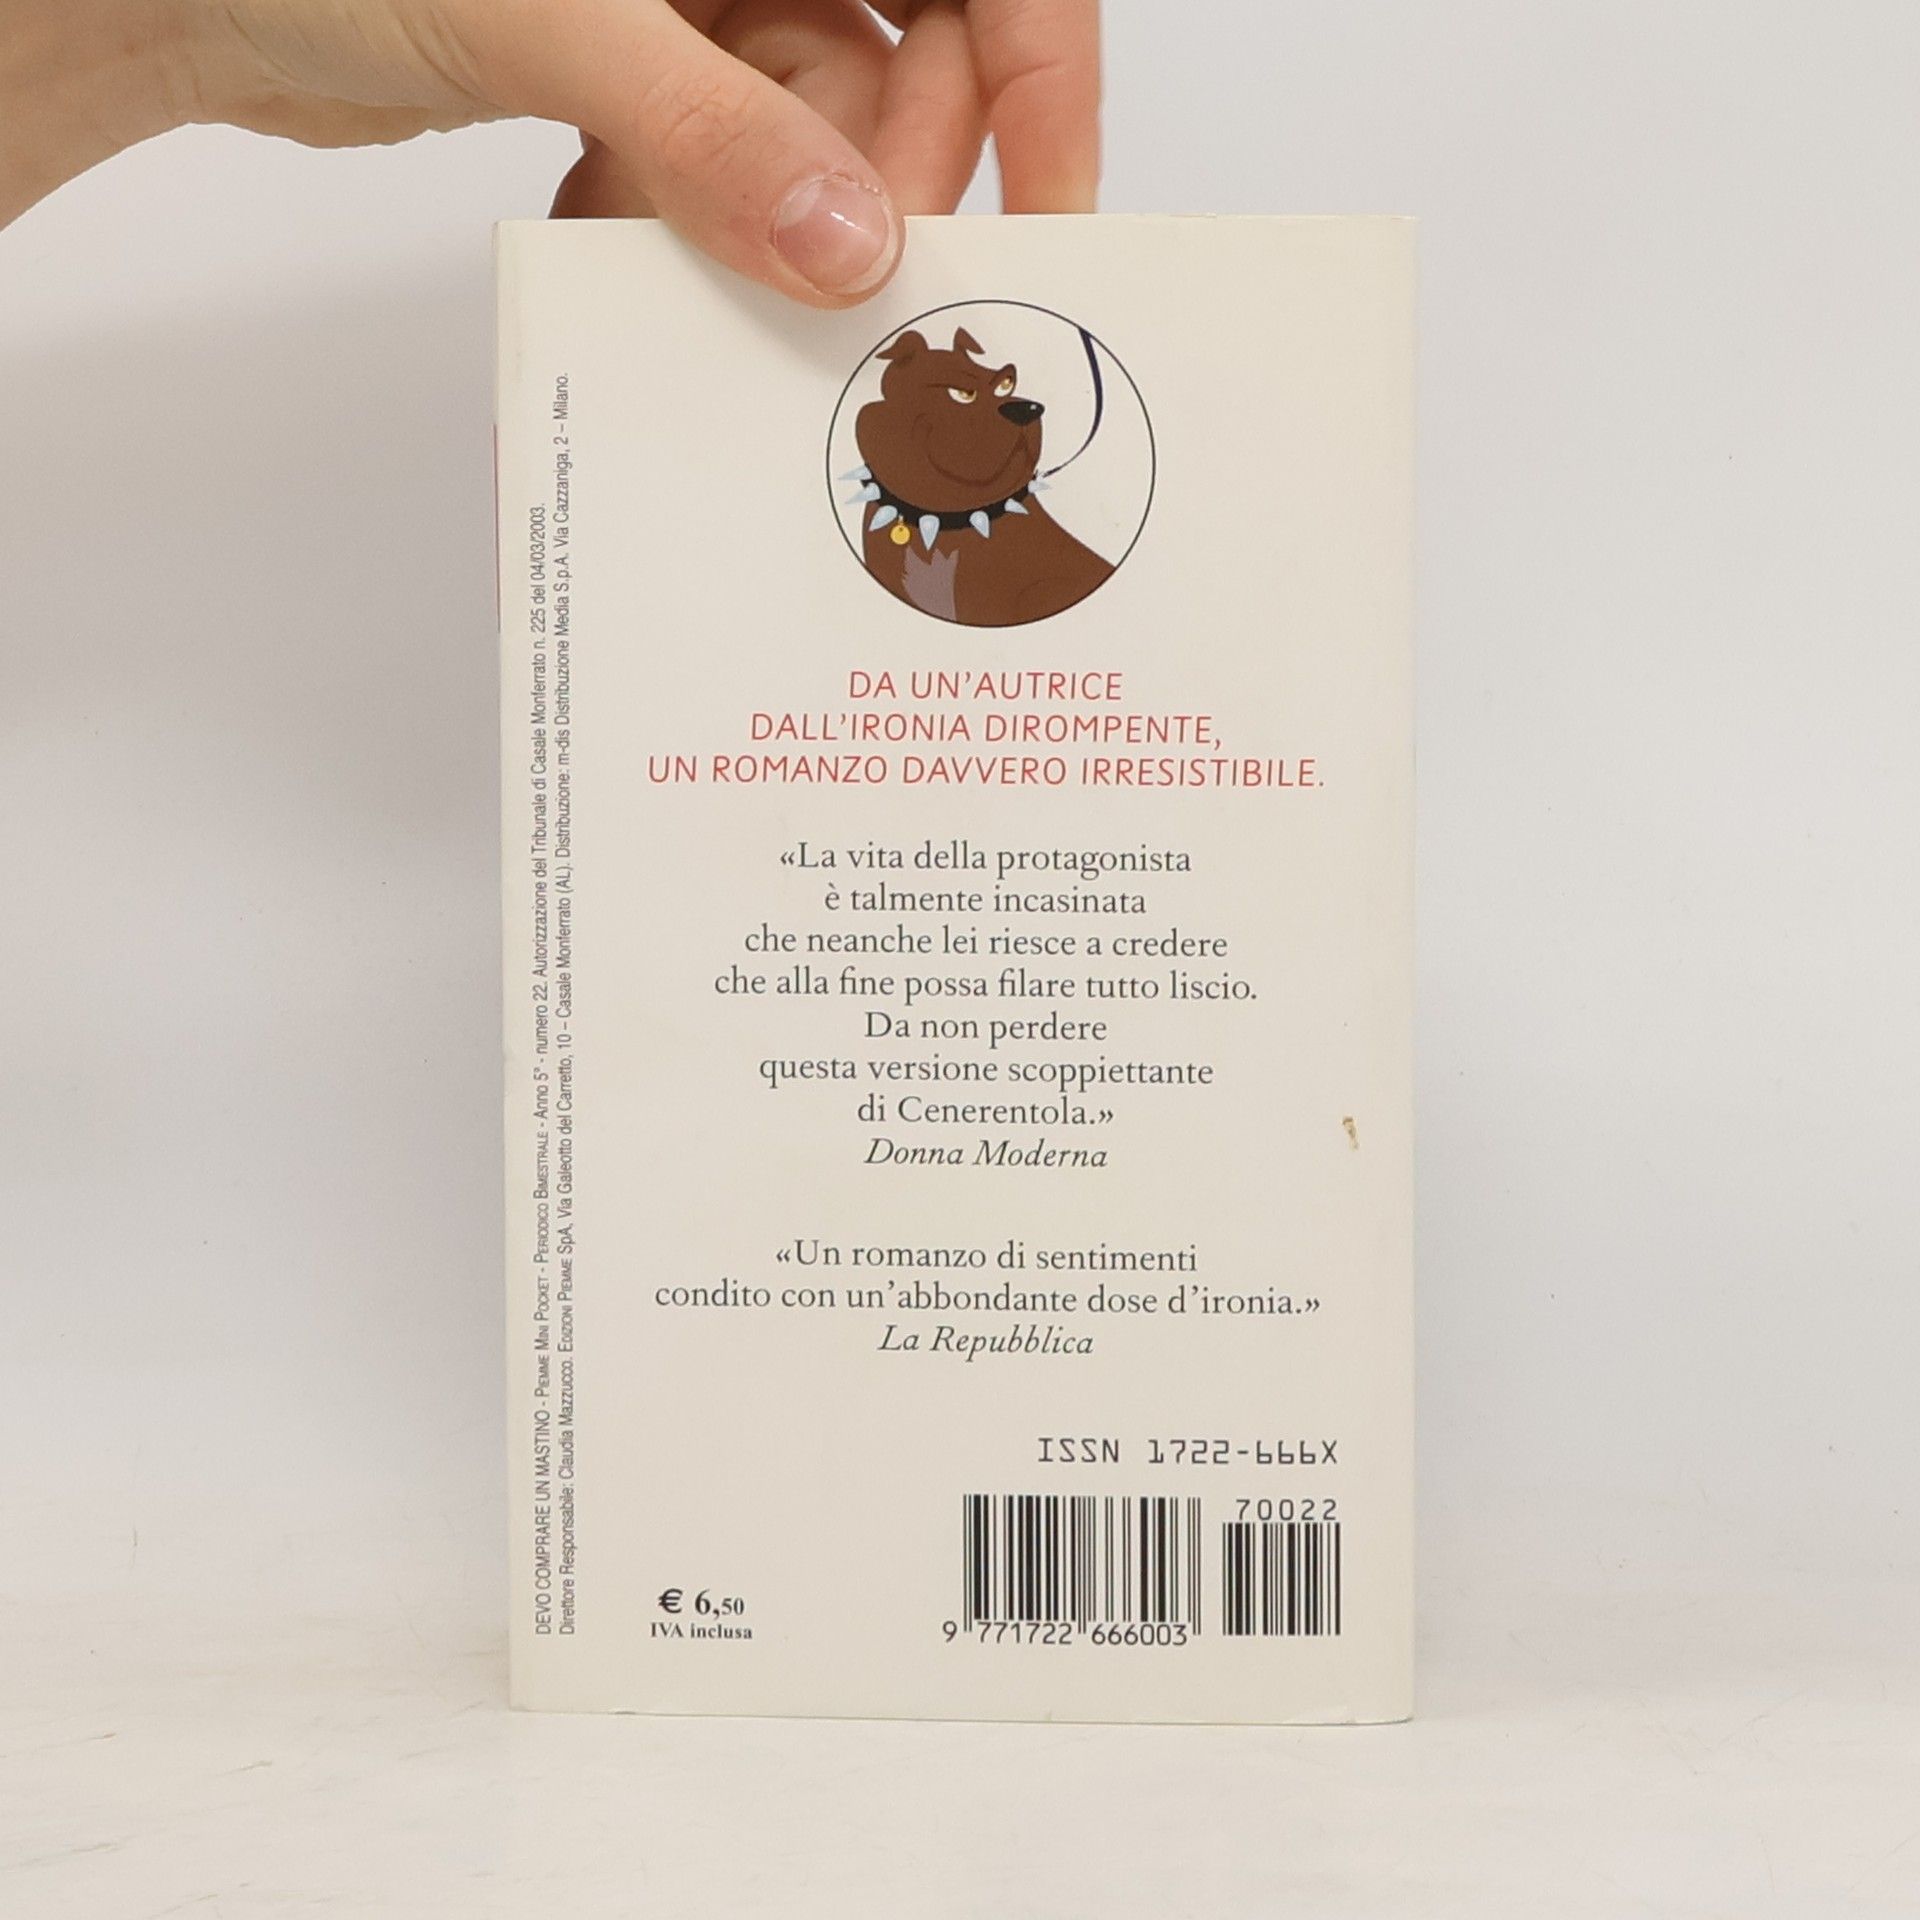 DA UN'AUTRICE
DALL'IRONIA DIROMPENTE,
UN ROMANZO DAVVERO IRRESISTIBILE.
«La vita della protagonista
è talmente incasinata
che neanche lei riesce a credere
che alla fine possa filare tutto liscio.
Da non perdere
questa versione scoppiettante
di Cenerentola.»
Donna Moderna
«Un romanzo di sentimenti
condito con un'abbondante dose d'ironia.»
La Repubblica
ISSN 1722-666X
70022
9 771722 666003
€ 6,50
IVA inclusa
DEVO COMPRARE UN MASTINO - PIEMME MINI POCKET - PERIODICO BIMESTRALE - Anno 5° - numero 22. Autorizzazione del Tribunale di Casale Monferrato n. 225 del 04/03/2003.
Direttore Responsabile: Claudia Mazzucco. EDIZIONI PIEMME SpA, Via Galeotto del Carretto, 10 – Casale Monferrato (AL). Distribuzione: m-dis Distribuzione Media S.p.A. Via Cazzaniga, 2 – Milano.